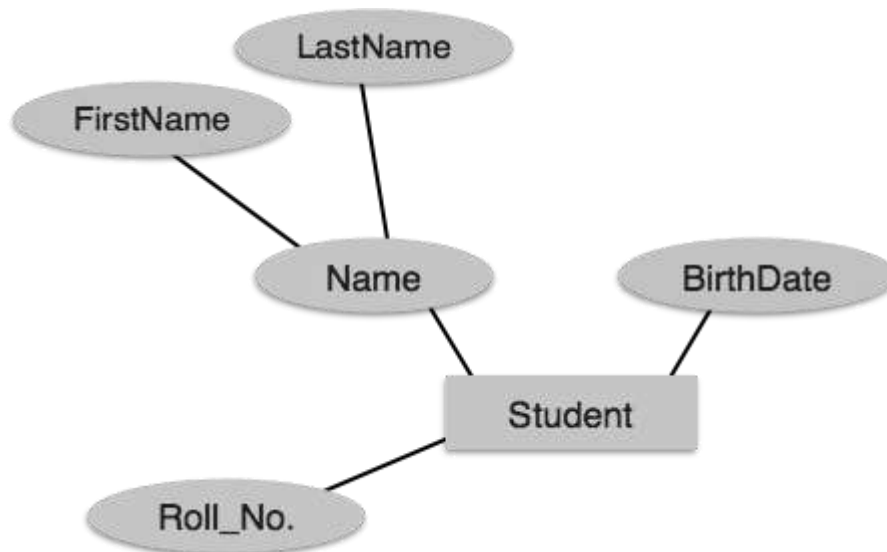 LastName
FirstName
Name
BirthDate
Student
Roll_No.